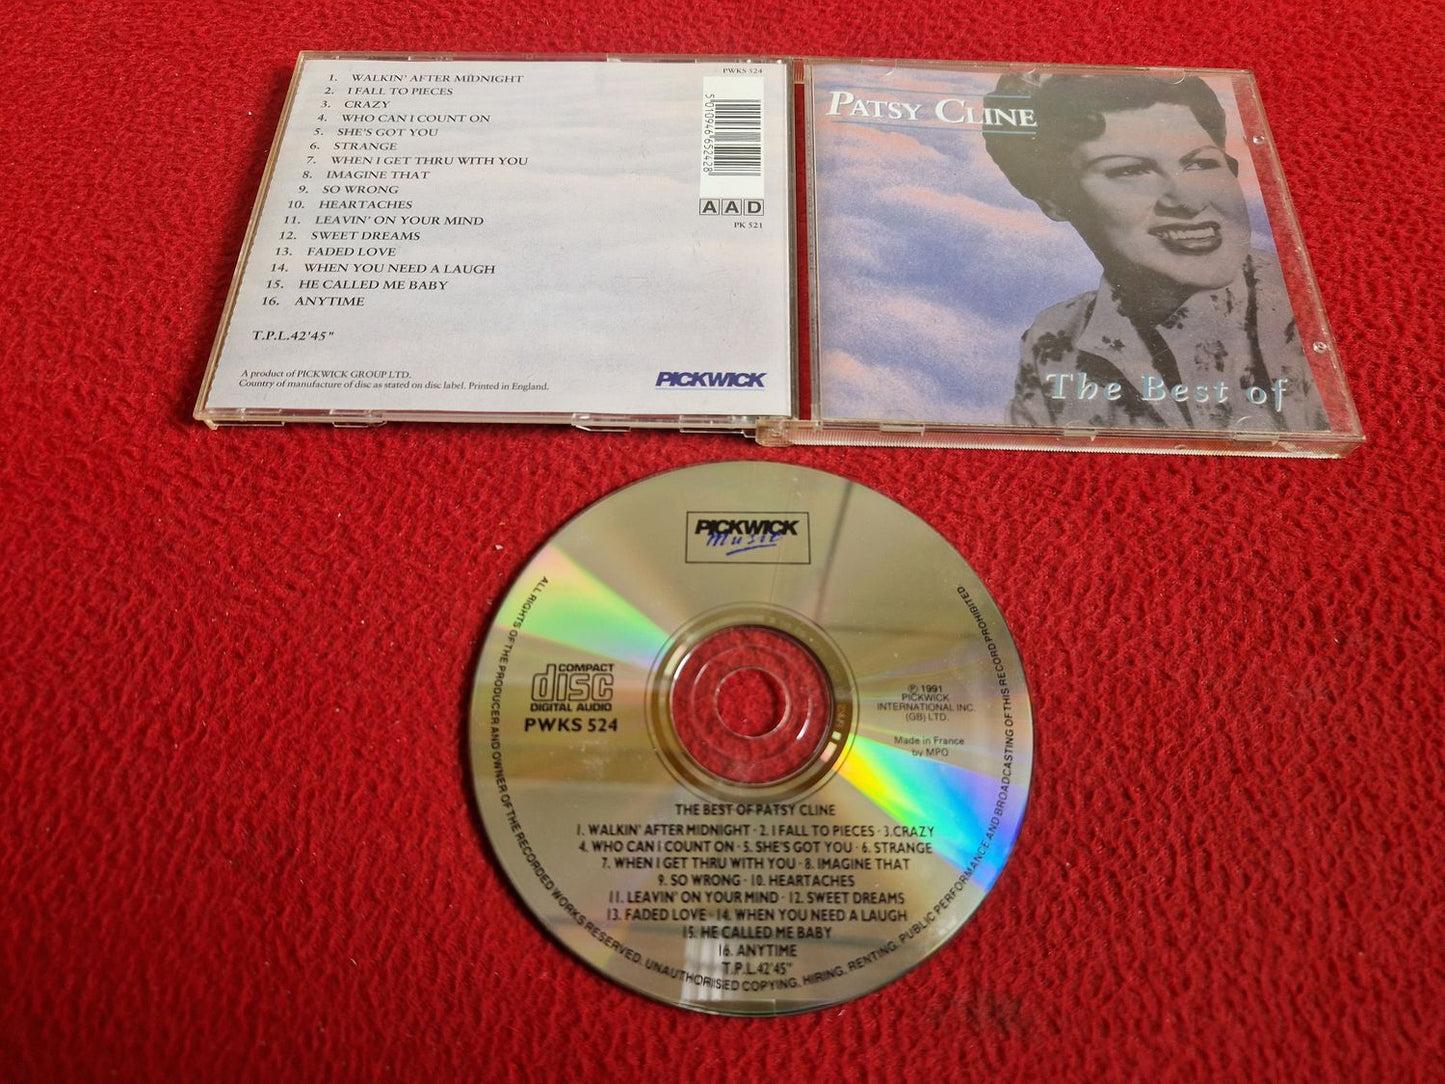 1. WALKIN' AFTER MIDNIGHT
2. I FALL TO PIECES
3. CRAZY
4. WHO CAN I COUNT ON
5. SHE'S GOT YOU
6. STRANGE
7. WHEN I GET THRU WITH YOU
8. IMAGINE THAT
9. SO WRONG
10. HEARTACHES
11. LEAVIN' ON YOUR MIND
12. SWEET DREAMS
13. FADED LOVE
14. WHEN YOU NEED A LAUGH
15. HE CALLED ME BABY
16. ANYTIME
T.P.L.42'45"
A product of PICKWICK GROUP LTD.
Country of manufacture of disc as stated on disc label. Printed in England.
PWKS 524
5 010946 652428
AAD
PK 521
PICKWICK
PATSY CLINE
The Best of
PICKWICK
Music
COMPACT
disc
DIGITAL AUDIO
PWKS 524
℗ 1991
PICKWICK
INTERNATIONAL INC.
(GB) LTD.
Made in France
by MPO
THE BEST OF PATSY CLINE
1. WALKIN' AFTER MIDNIGHT · 2. I FALL TO PIECES · 3.CRAZY
4. WHO CAN I COUNT ON · 5. SHE'S GOT YOU · 6. STRANGE
7. WHEN I GET THRU WITH YOU · 8. IMAGINE THAT
9. SO WRONG · 10. HEARTACHES
11. LEAVIN' ON YOUR MIND · 12. SWEET DREAMS
13. FADED LOVE · 14. WHEN YOU NEED A LAUGH
15. HE CALLED ME BABY
16. ANYTIME
T.P.L.42'45"
ALL RIGHTS OF THE PRODUCER AND OWNER OF THE RECORDED WORKS RESERVED. UNAUTHORISED COPYING, HIRING, RENTING, PUBLIC PERFORMANCE AND BROADCASTING OF THIS RECORD PROHIBITED